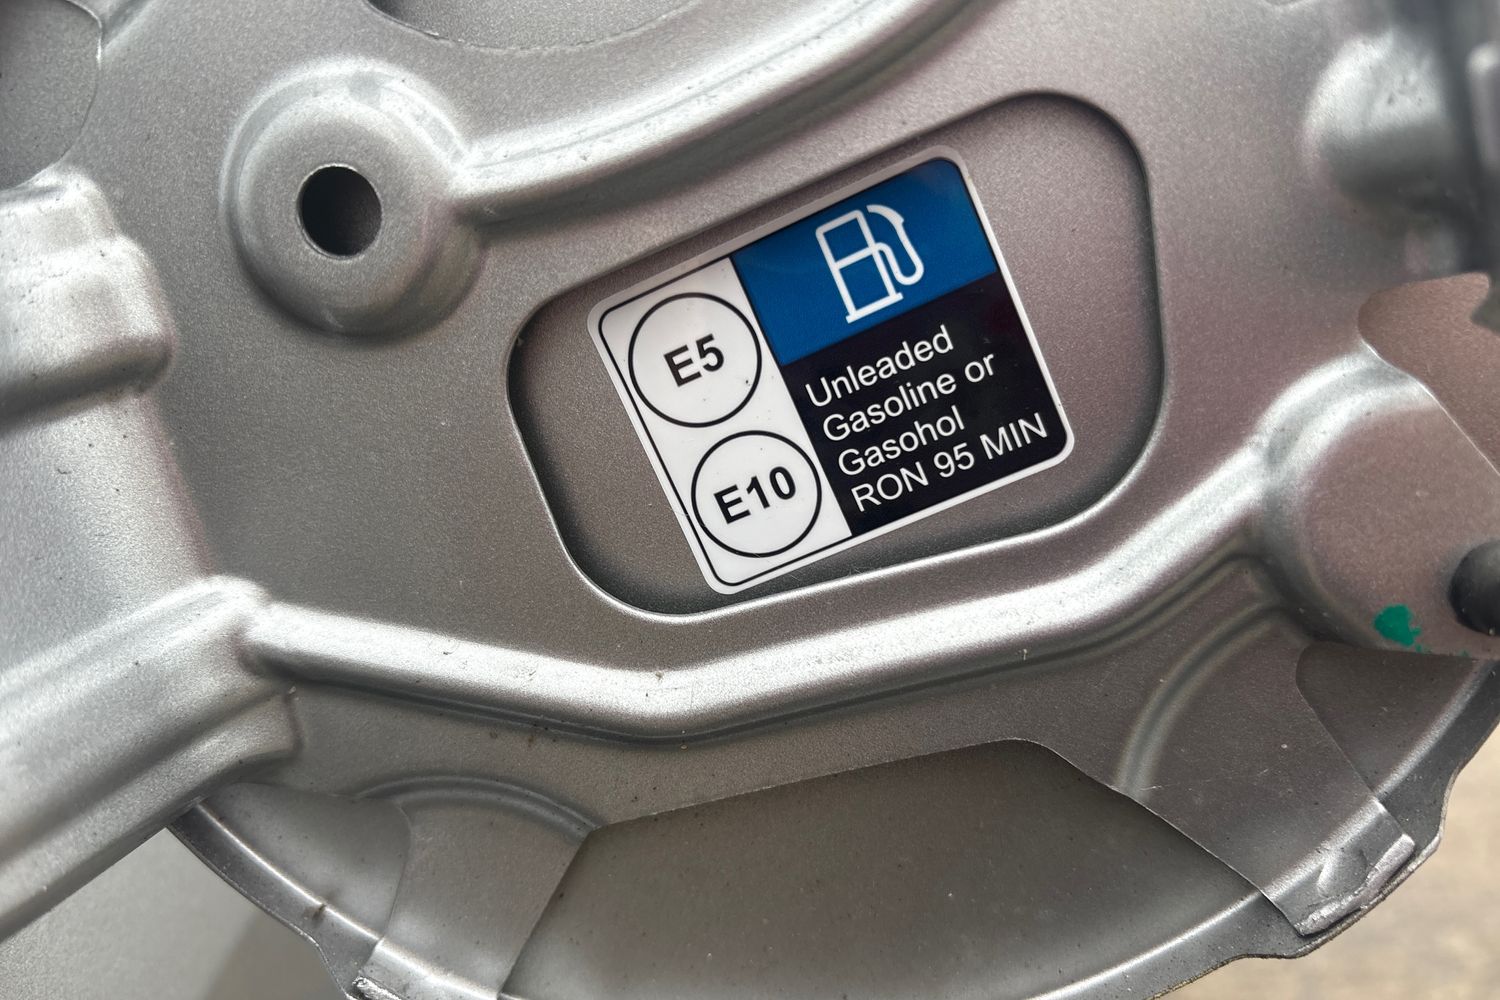 E5
E10
Unleaded
Gasoline or
Gasohol
RON 95 MIN